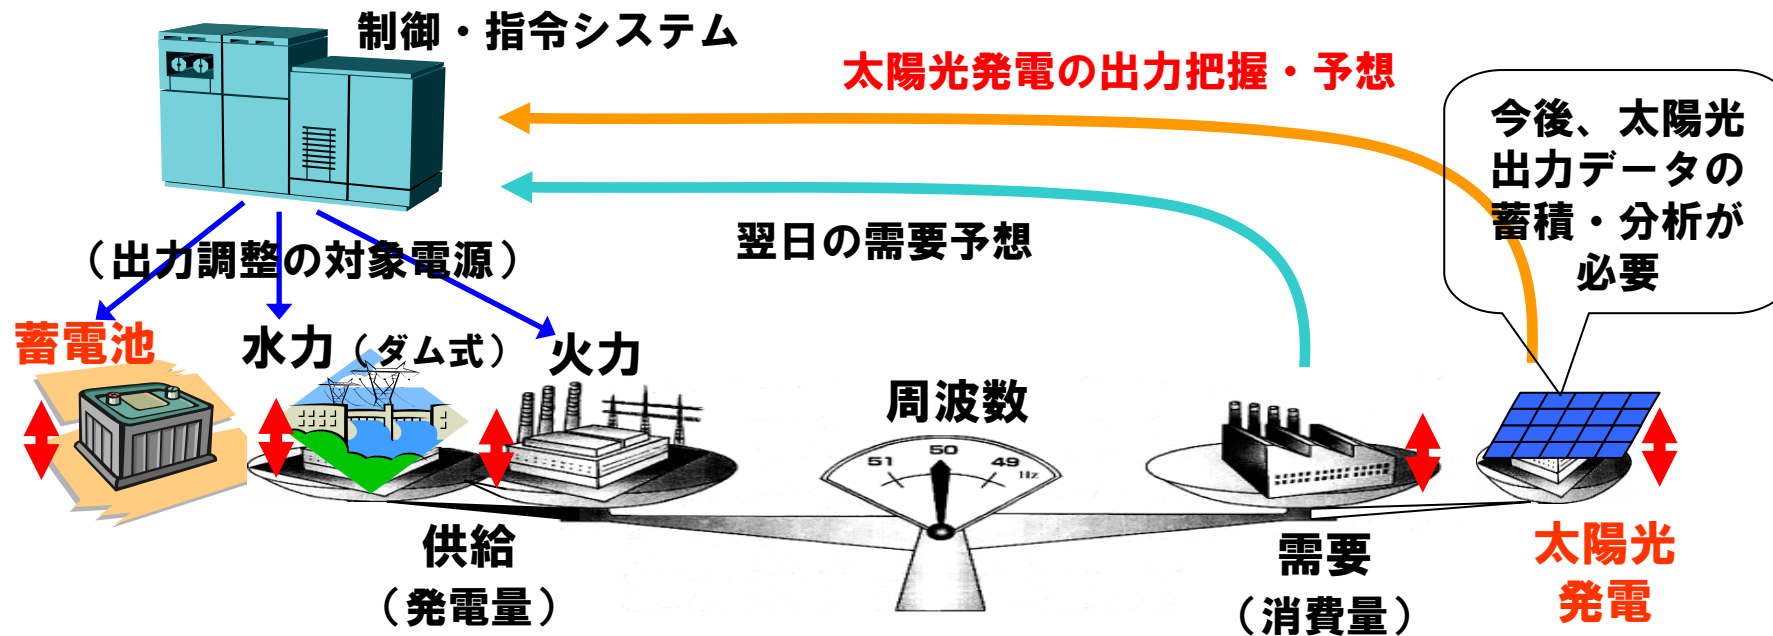 制御・指令システム
太陽光発電の出力把握・予想
今後、太陽光
出力データの
蓄積・分析が
必要
翌日の需要予想
（出力調整の対象電源）
蓄電池
水力（ダム式）
火力
周波数
51 50 49
Hz
供給
（発電量）
需要
（消費量）
太陽光
発電